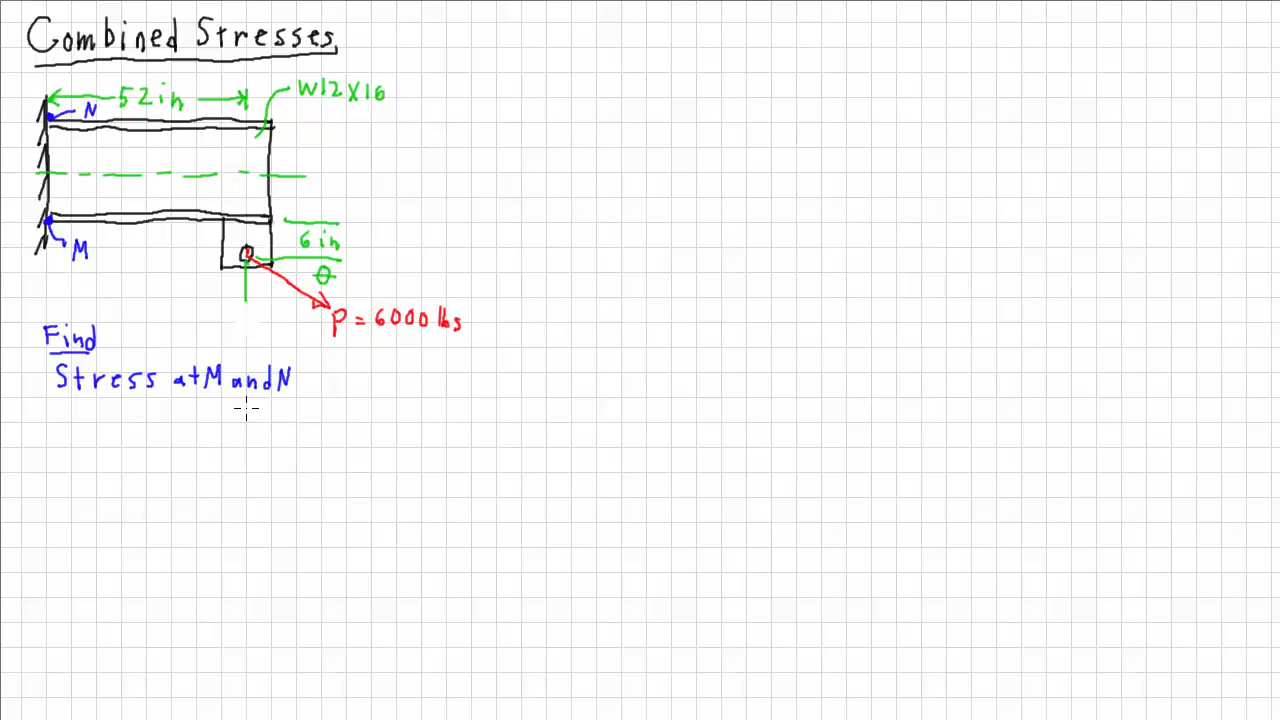 Combined Stresses
52 in
W12X16
N
M
6 in
θ
P = 6000 lbs
Find
Stress at M and N